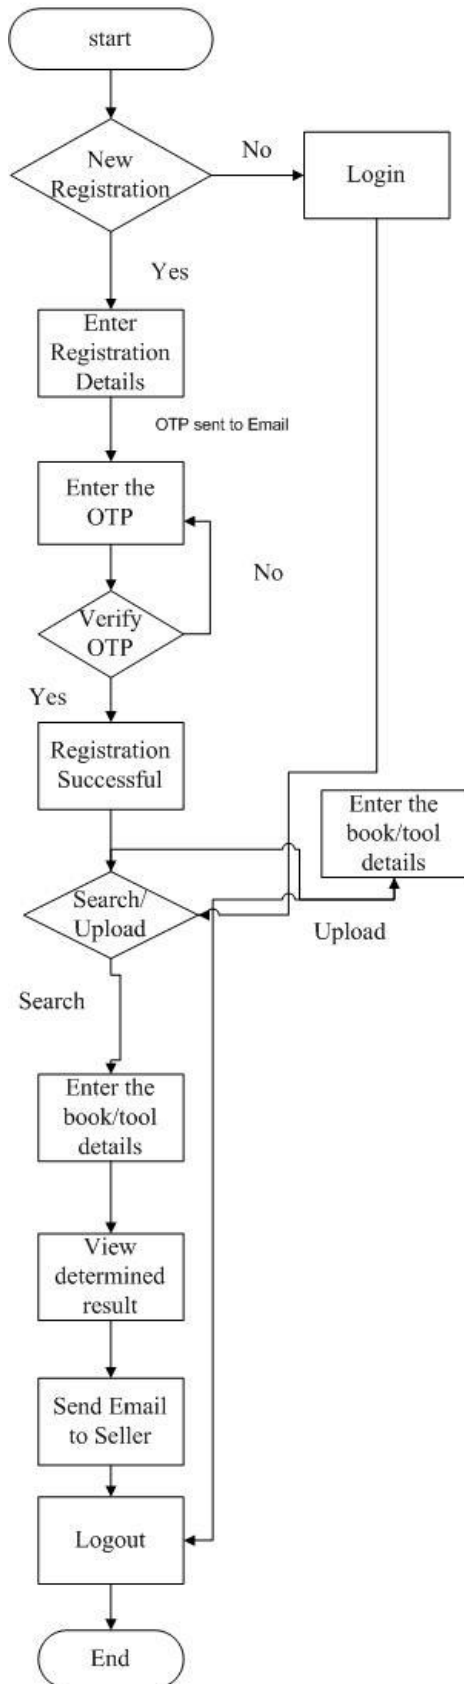 start
New
Registration
No
Login
Yes
Enter
Registration
Details
OTP sent to Email
Enter the
OTP
No
Verify
OTP
Yes
Registration
Successful
Enter the
book/tool
details
Search/
Upload
Upload
Search
Enter the
book/tool
details
View
determined
result
Send Email
to Seller
Logout
End